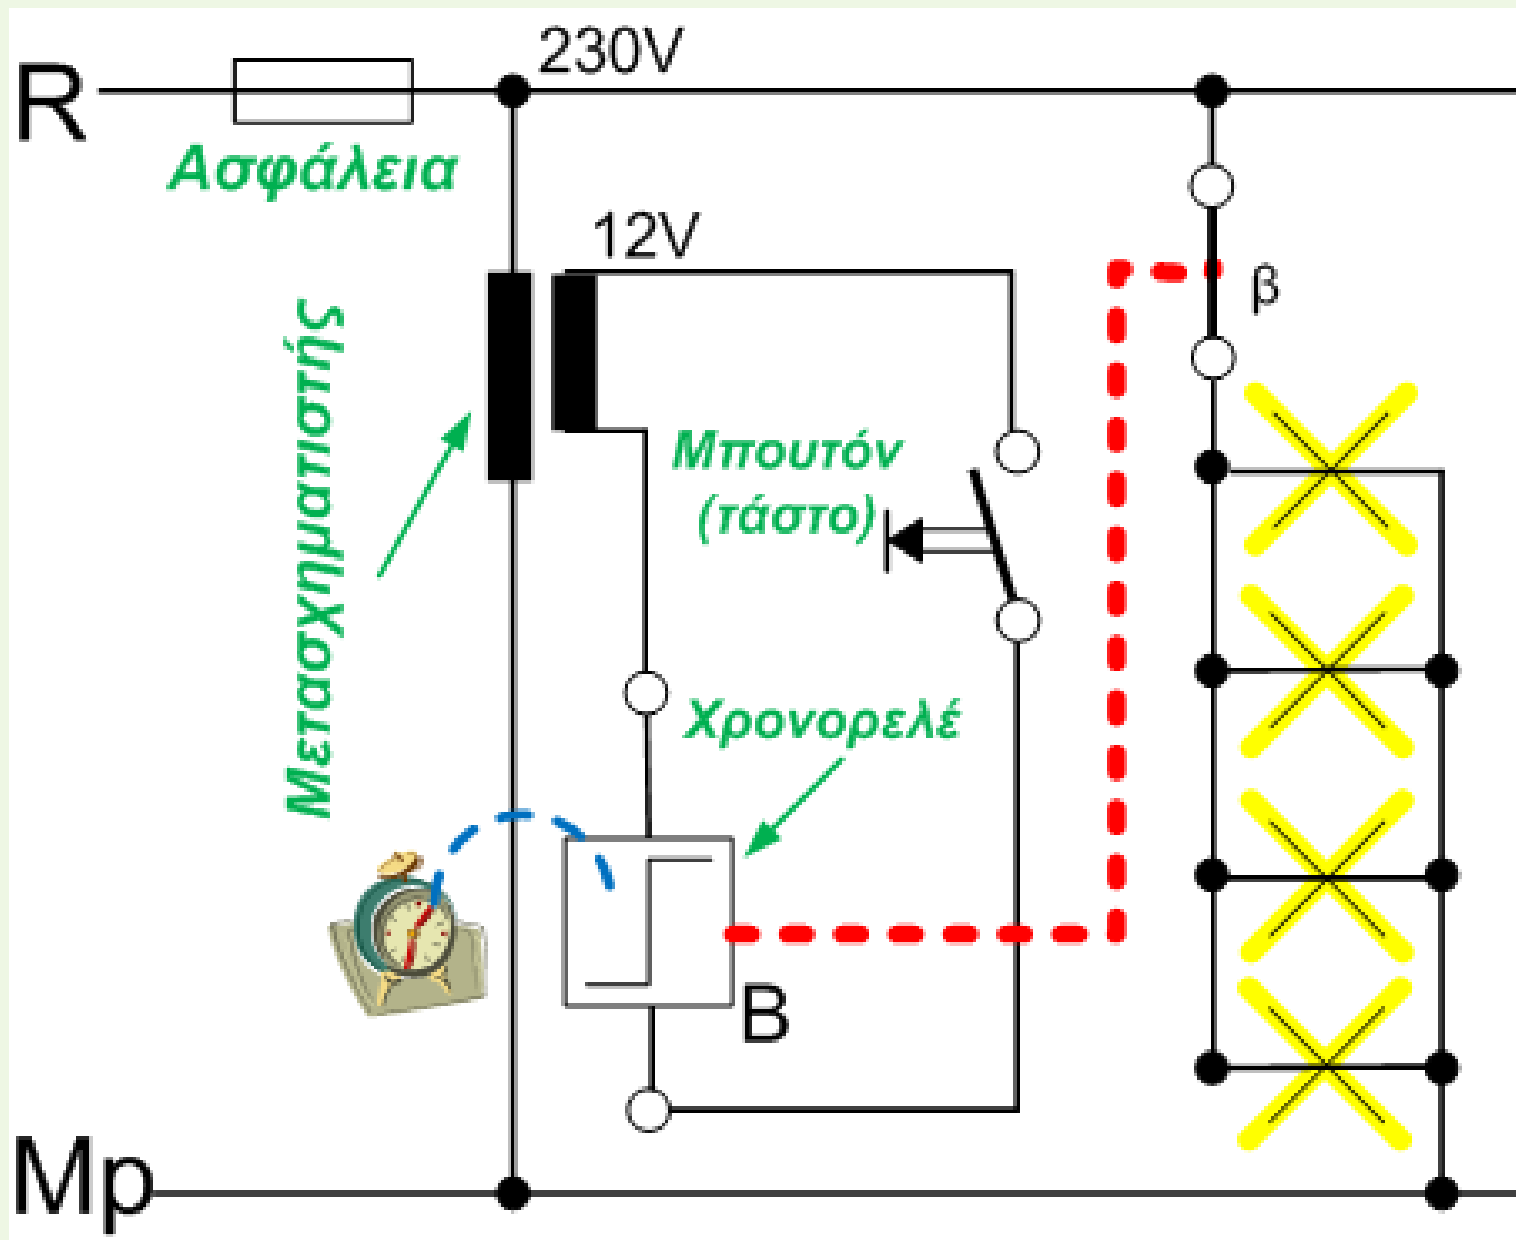 230V
R
Ασφάλεια
12V
β
Μετασχηματιστής
Μπουτόν
(τάστο)
Χρονορελέ
B
Mp